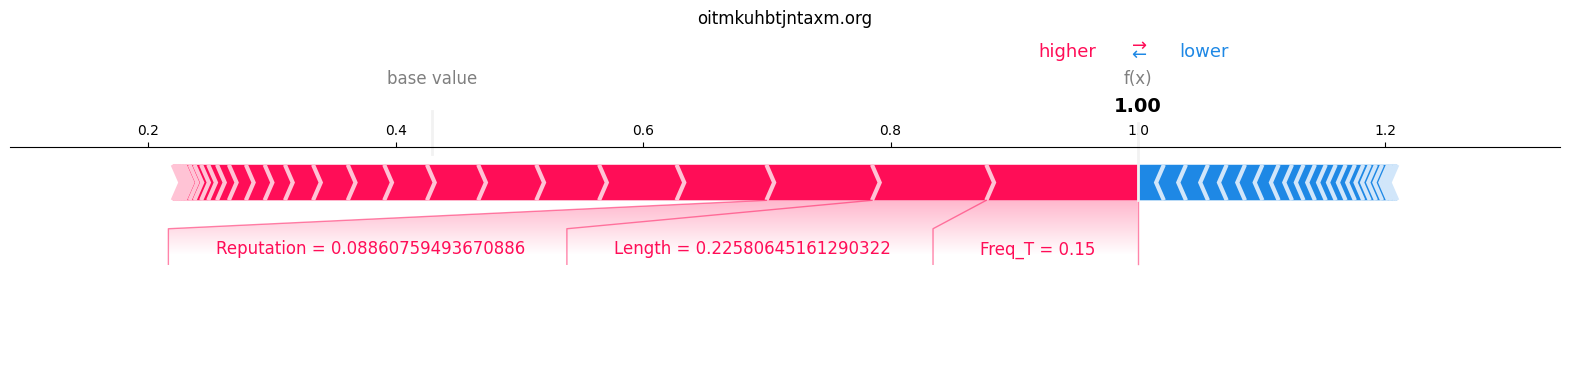 oitmkuhbtjntaxm.org
higher → ← lower
base value f(x)
1.00
0.2 0.4 0.6 0.8 1.0 1.2
Reputation = 0.08860759493670886 Length = 0.22580645161290322 Freq_T = 0.15